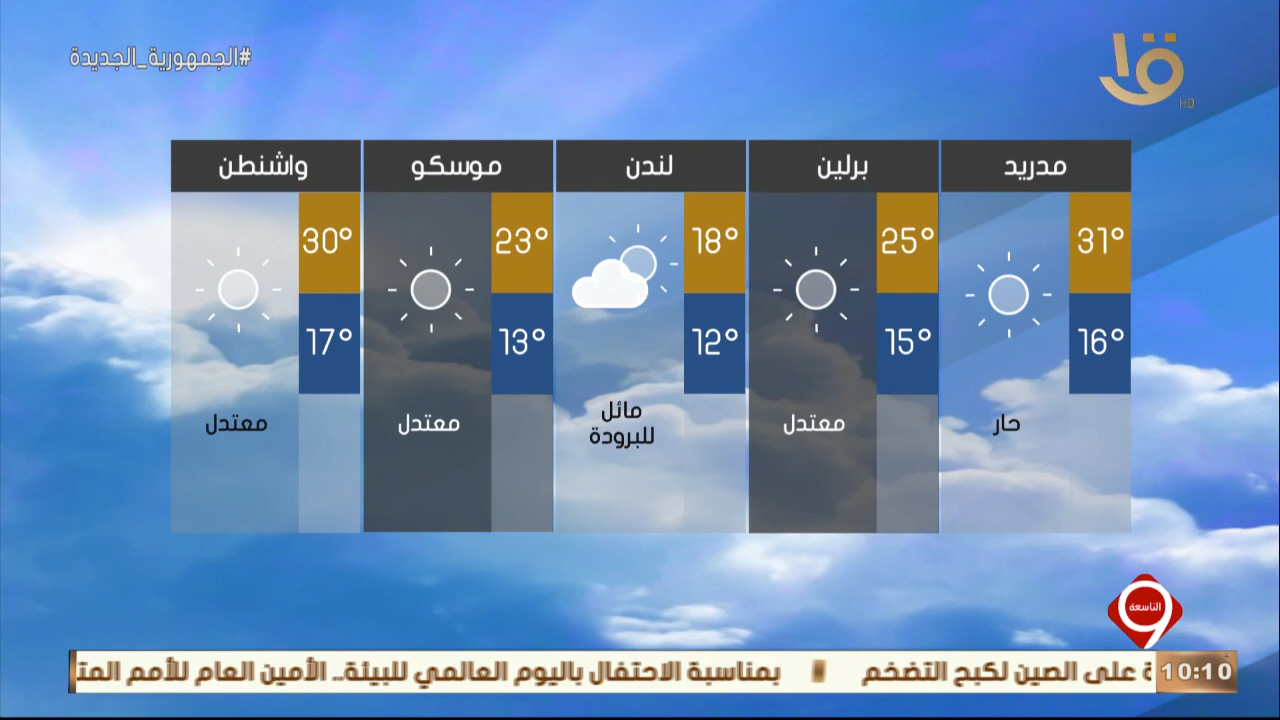 #الجمهورية_الجديدة
قا
HD
مدريد
31°
16°
حار
برلين
25°
15°
معتدل
لندن
18°
12°
مائل
للبرودة
موسكو
23°
13°
معتدل
واشنطن
30°
17°
معتدل
التاسعة
9
10:10
ة على الصين لكبح التضخم
بمناسبة الاحتفال باليوم العالمي للبيئة.. الأمين العام للأمم المت